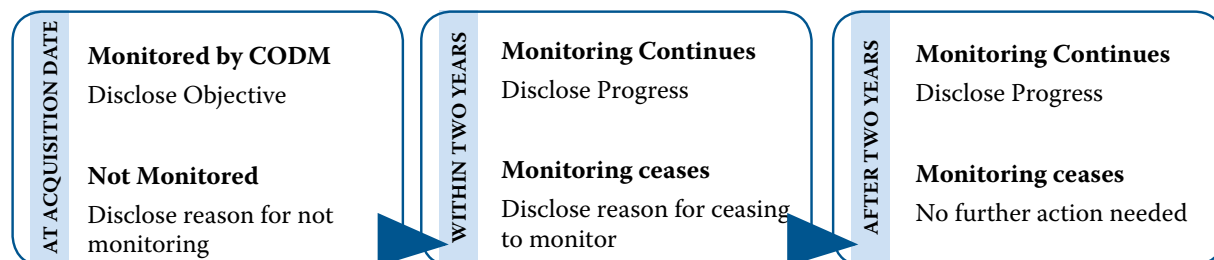 AT ACQUISITION DATE
Monitored by CODM
Disclose Objective
Not Monitored
Disclose reason for not
monitoring
WITHIN TWO YEARS
Monitoring Continues
Disclose Progress
Monitoring ceases
Disclose reason for ceasing
to monitor
AFTER TWO YEARS
Monitoring Continues
Disclose Progress
Monitoring ceases
No further action needed